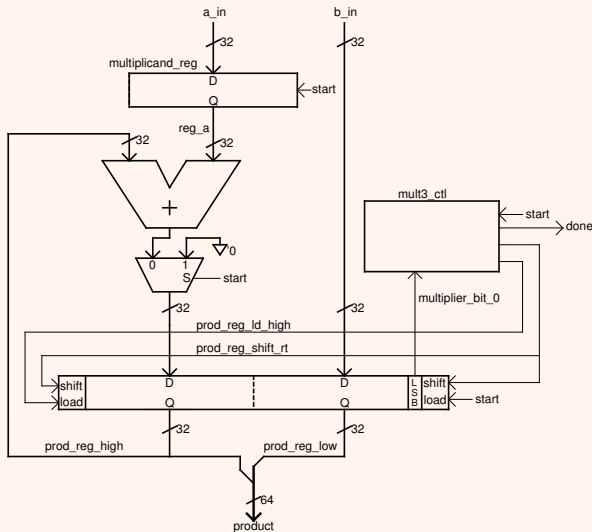 a_in b_in
32 32
multiplicand_reg
D
start
Q
reg_a
32 32
+
mult3_ctl
start
done
0 1 '0
S start
multiplier_bit_0
32 32
prod_reg_ld_high
prod_reg_shift_rt
shift D D LSB shift
load Q Q load start
32 32
prod_reg_high prod_reg_low
64
product